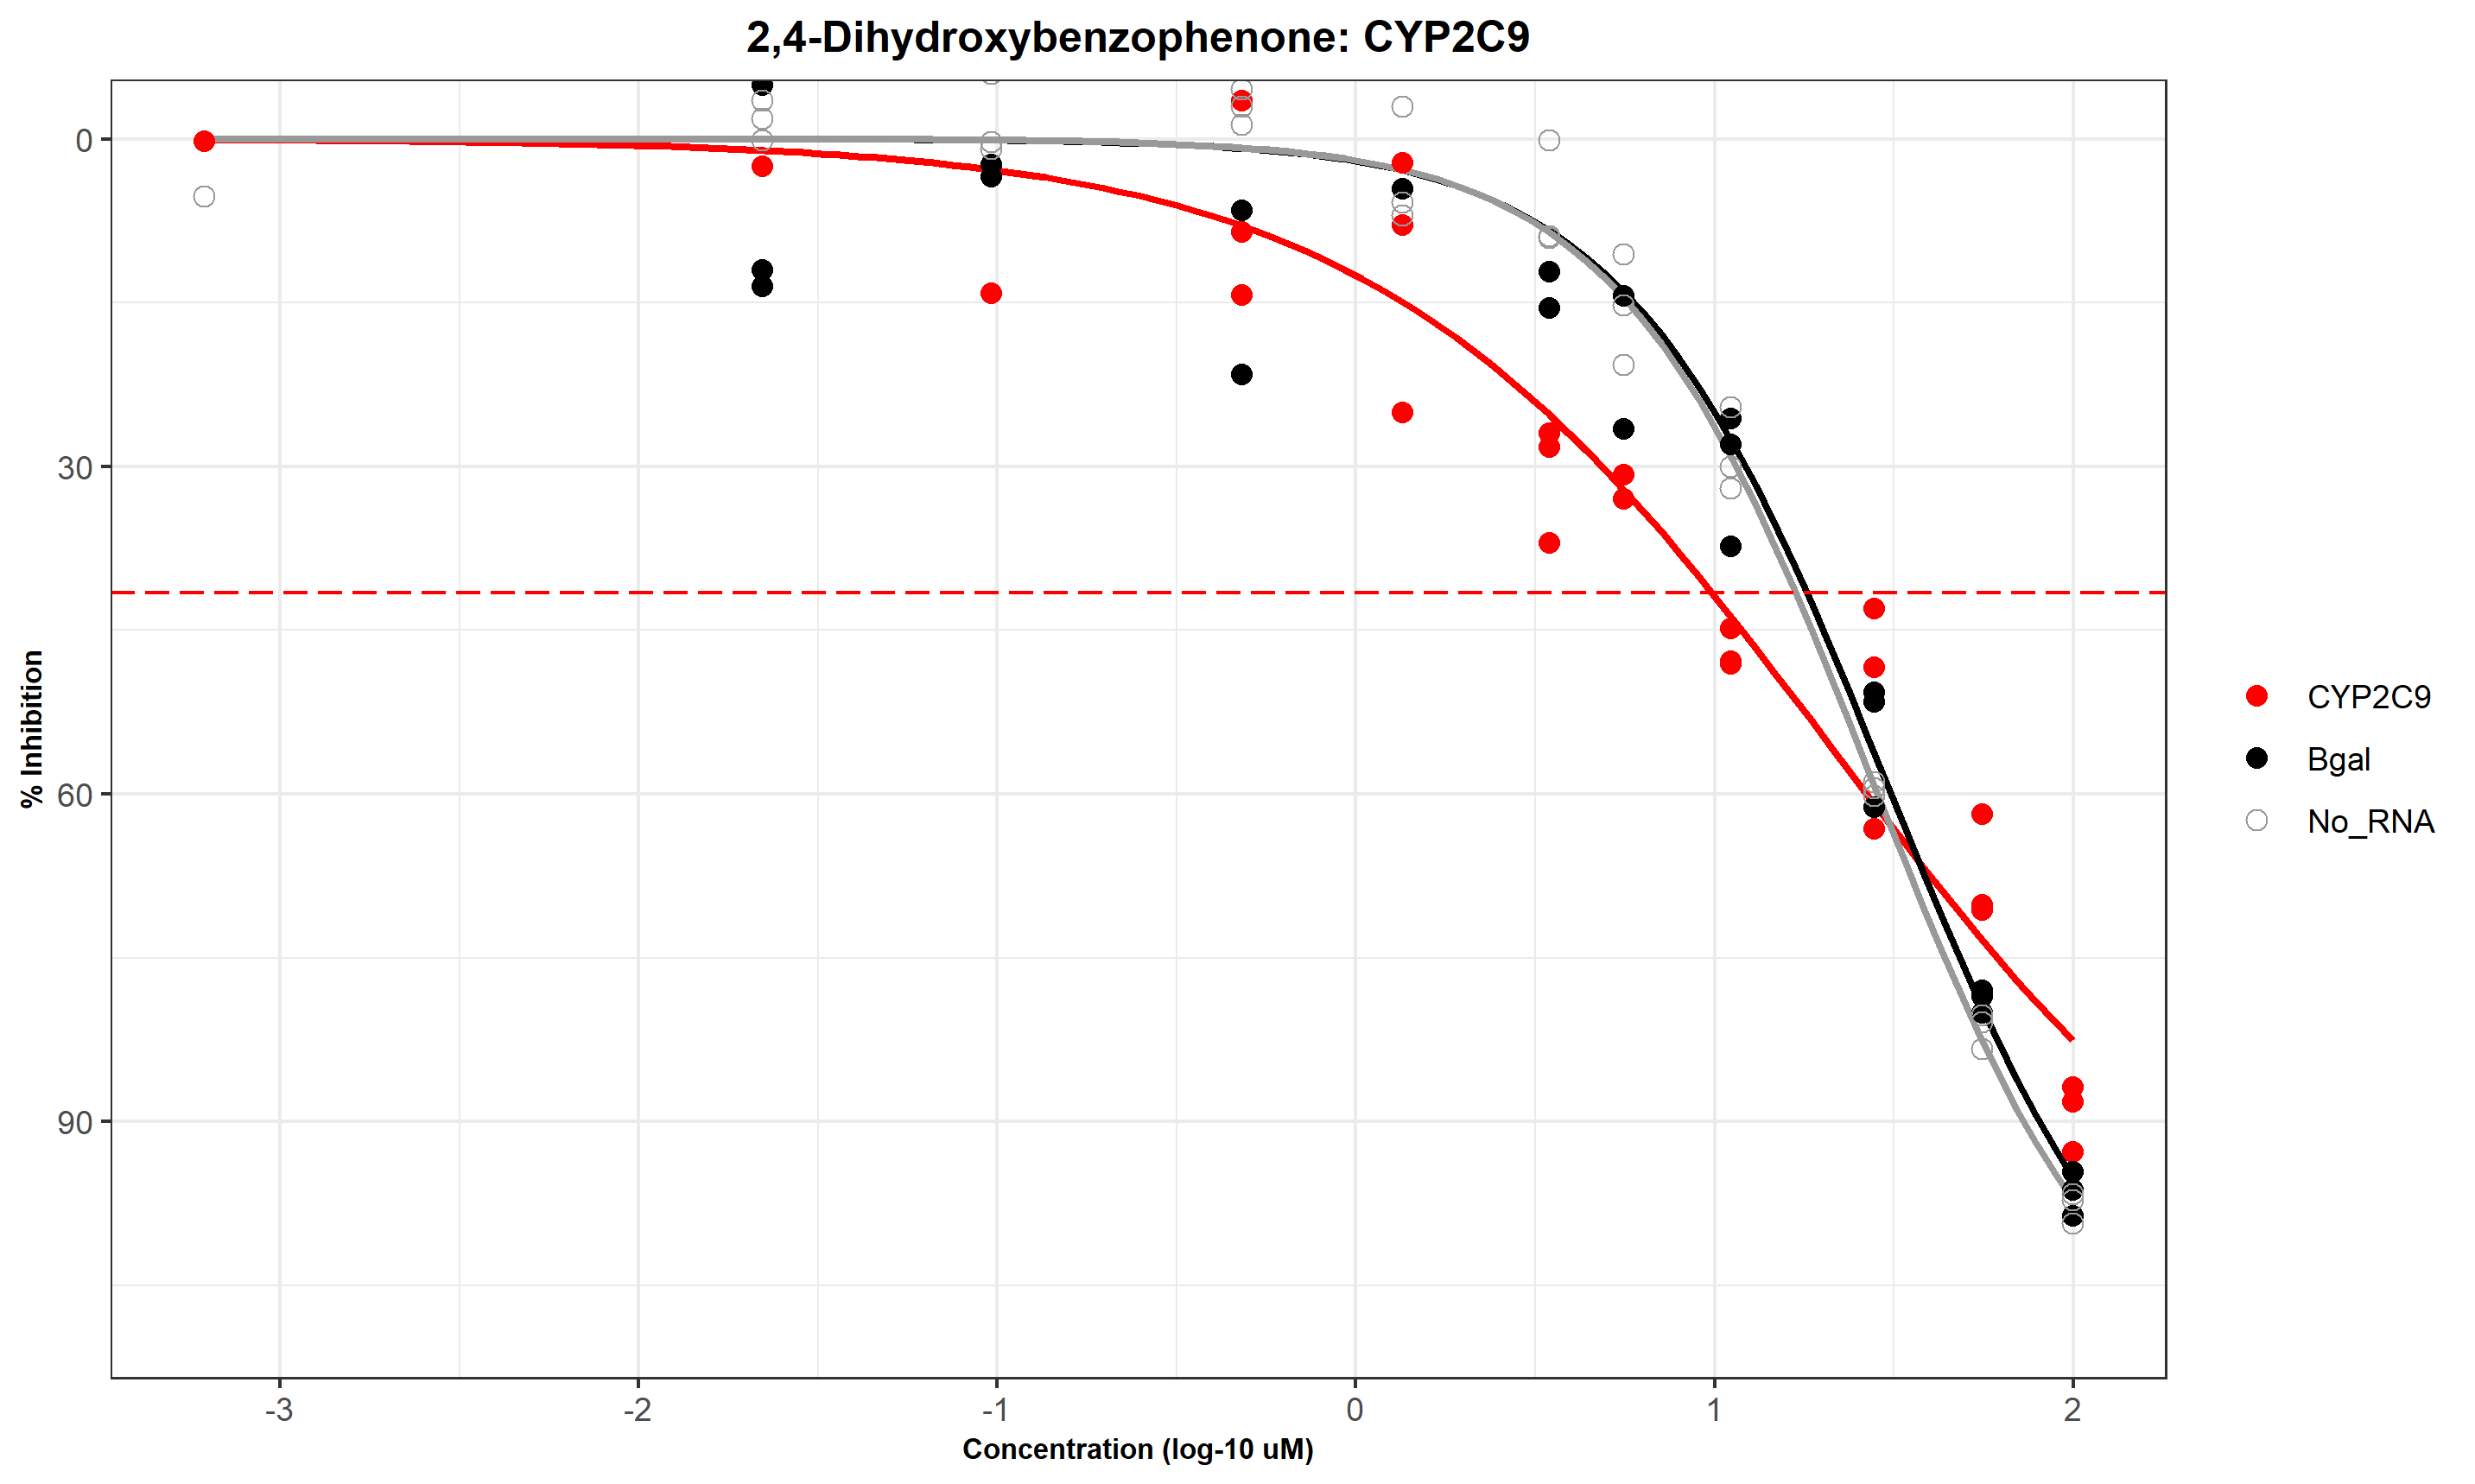 2,4-Dihydroxybenzophenone: CYP2C9
0
30
60
90
% Inhibition
-3
-2
-1
0
1
2
Concentration (log-10 uM)
CYP2C9
Bgal
No_RNA